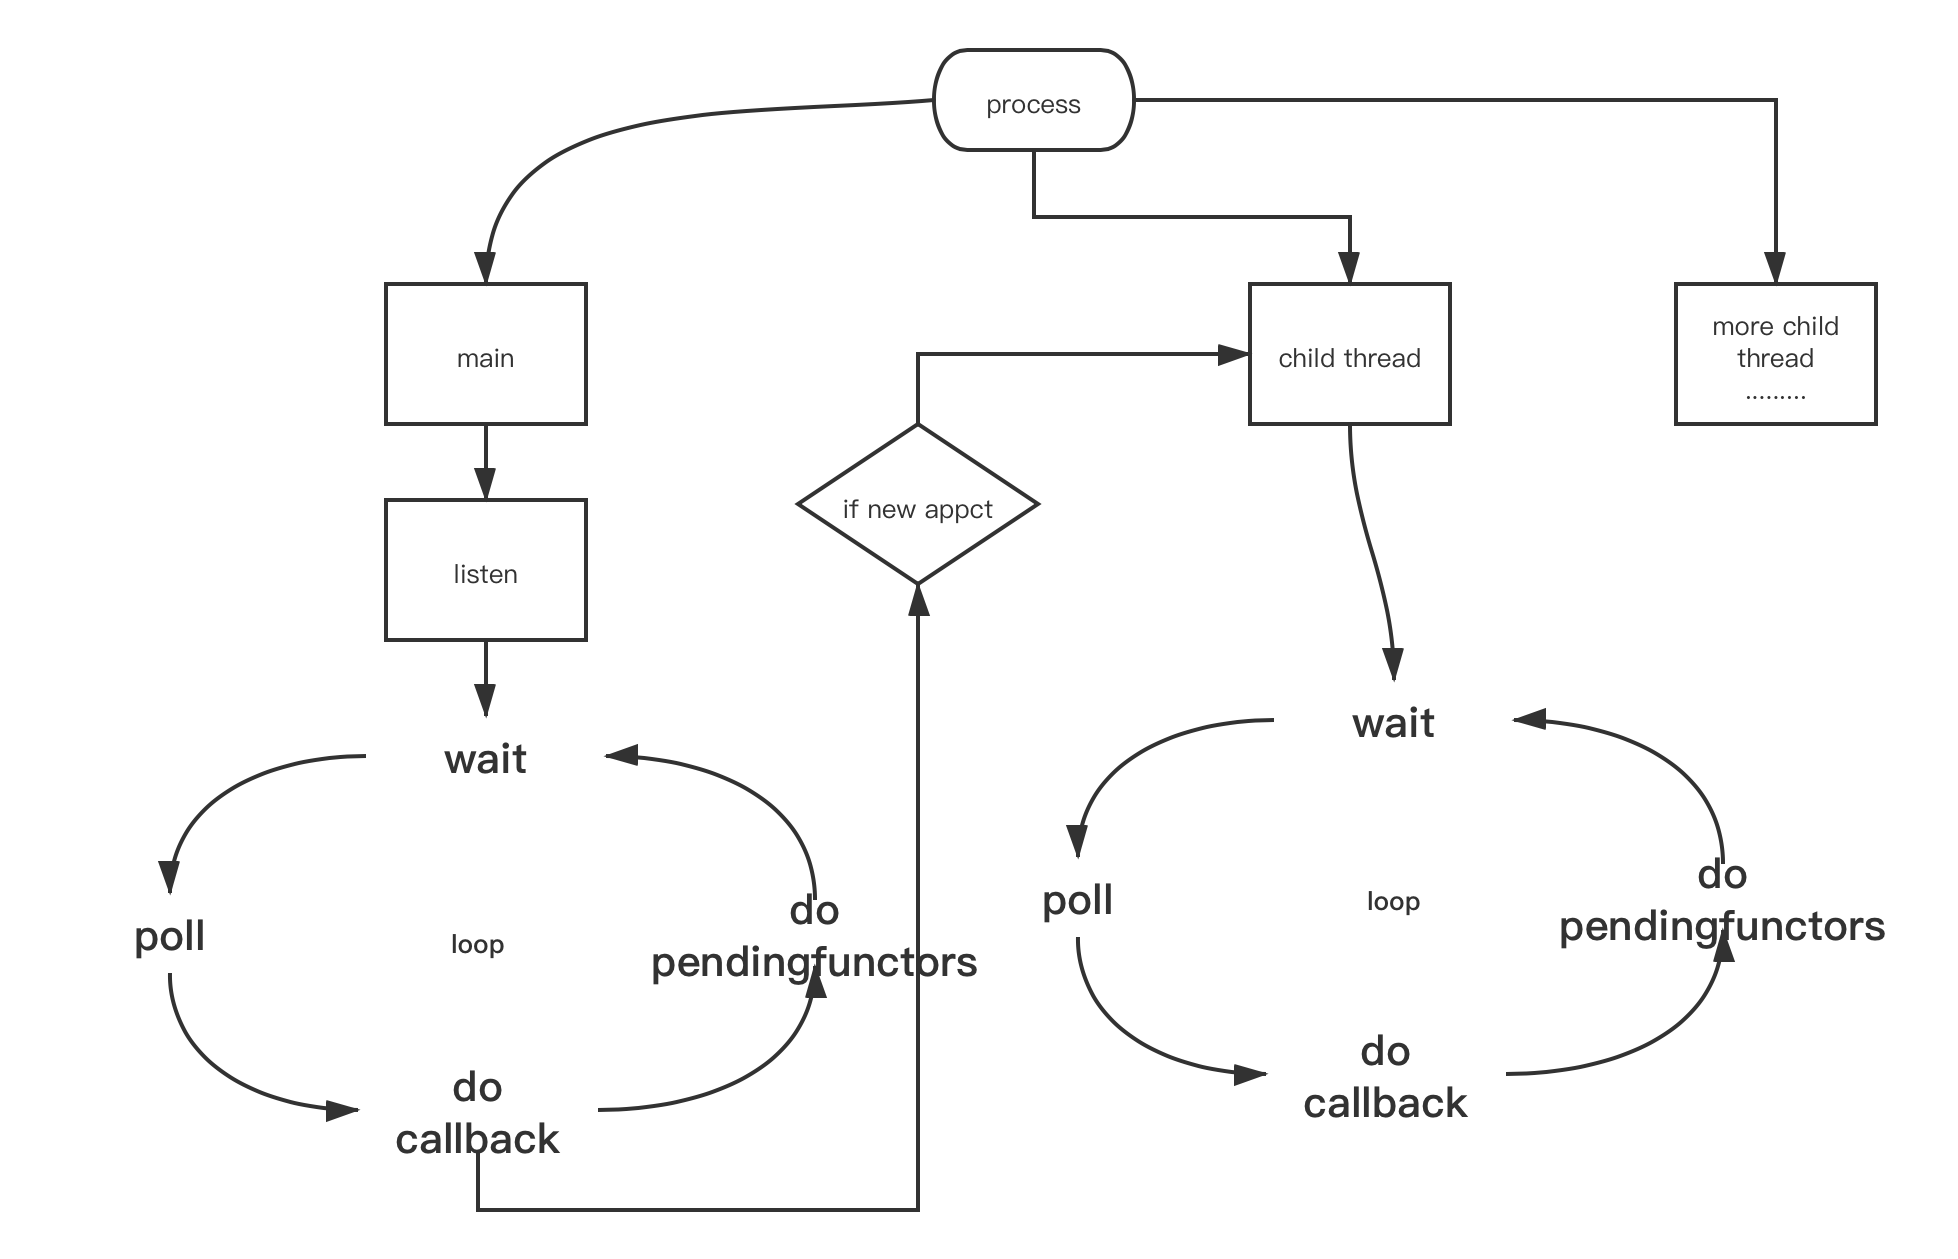 process
main
child thread
more child
thread
.........
if new appct
listen
wait
wait
poll
loop
do
pendingfunctors
poll
loop
do
pendingfunctors
do
callback
do
callback